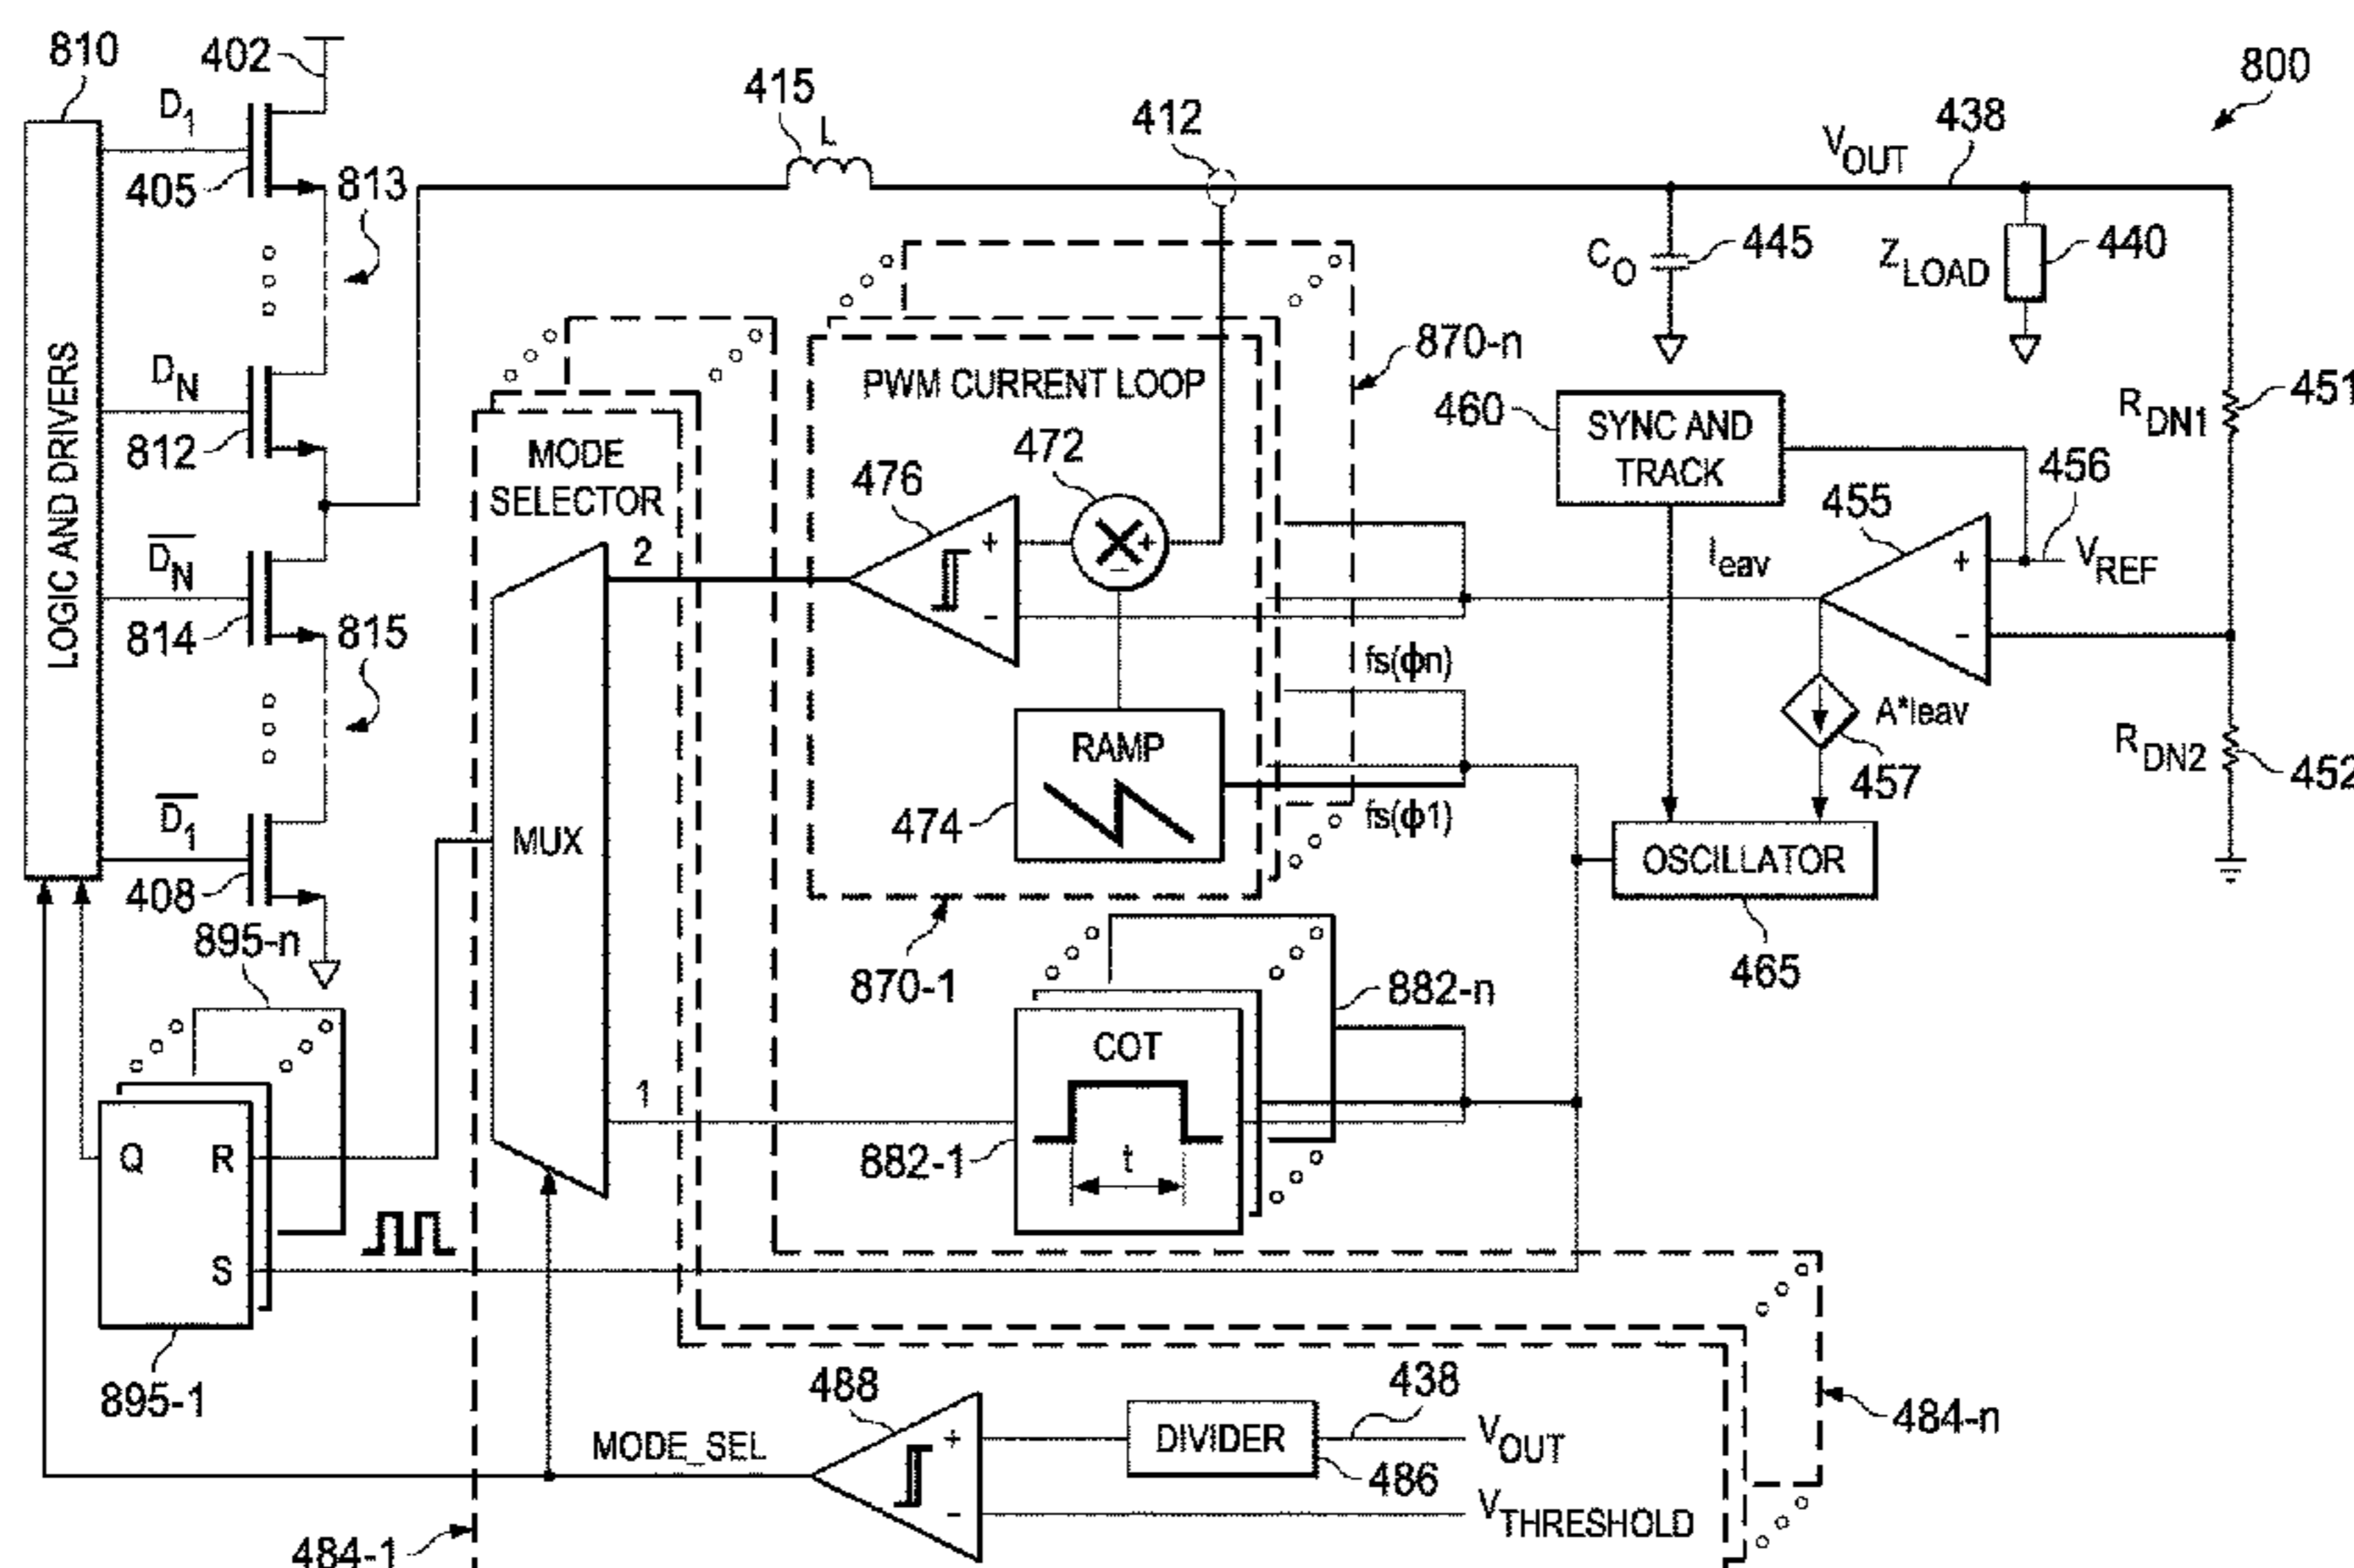 810
402
D1
405
813
415
L
412
VOUT
438
800
LOGIC AND DRIVERS
DN
812
CO
445
ZLOAD
440
870-n
PWM CURRENT LOOP
460
SYNC AND
TRACK
RDN1
451
MODE
SELECTOR
476
472
+
+
−
−
2
455
456
VREF
+
−
Ieav
DN
814
815
fs(ϕn)
A*Ieav
457
RDN2
452
RAMP
474
fs(ϕ1)
MUX
OSCILLATOR
465
D1
408
895-n
870-1
882-n
COT
t
1
882-1
Q
R
S
895-1
488
438
MODE_SEL
+
−
DIVIDER
486
VOUT
VTHRESHOLD
484-n
484-1